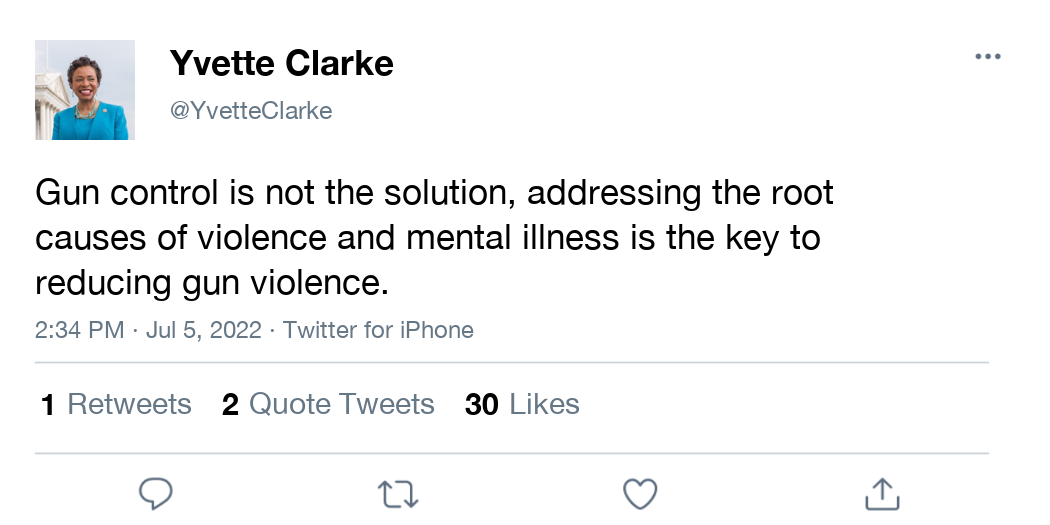 Yvette Clarke
@YvetteClarke
Gun control is not the solution, addressing the root
causes of violence and mental illness is the key to
reducing gun violence.
2:34 PM · Jul 5, 2022 · Twitter for iPhone
1 Retweets 2 Quote Tweets 30 Likes